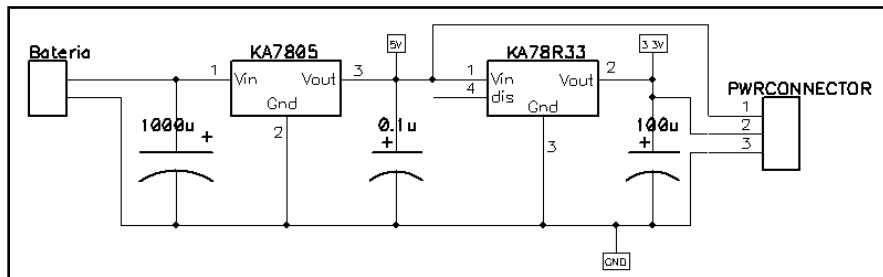 Bateria
KA7805
5V
KA78R33
3.3V
PWRCONNECTOR
1
Vin
Vout
3
Gnd
2
1
Vin
4
dis
Vout
2
Gnd
3
1
2
3
1000u
+
0.1u
+
100u
+
GND